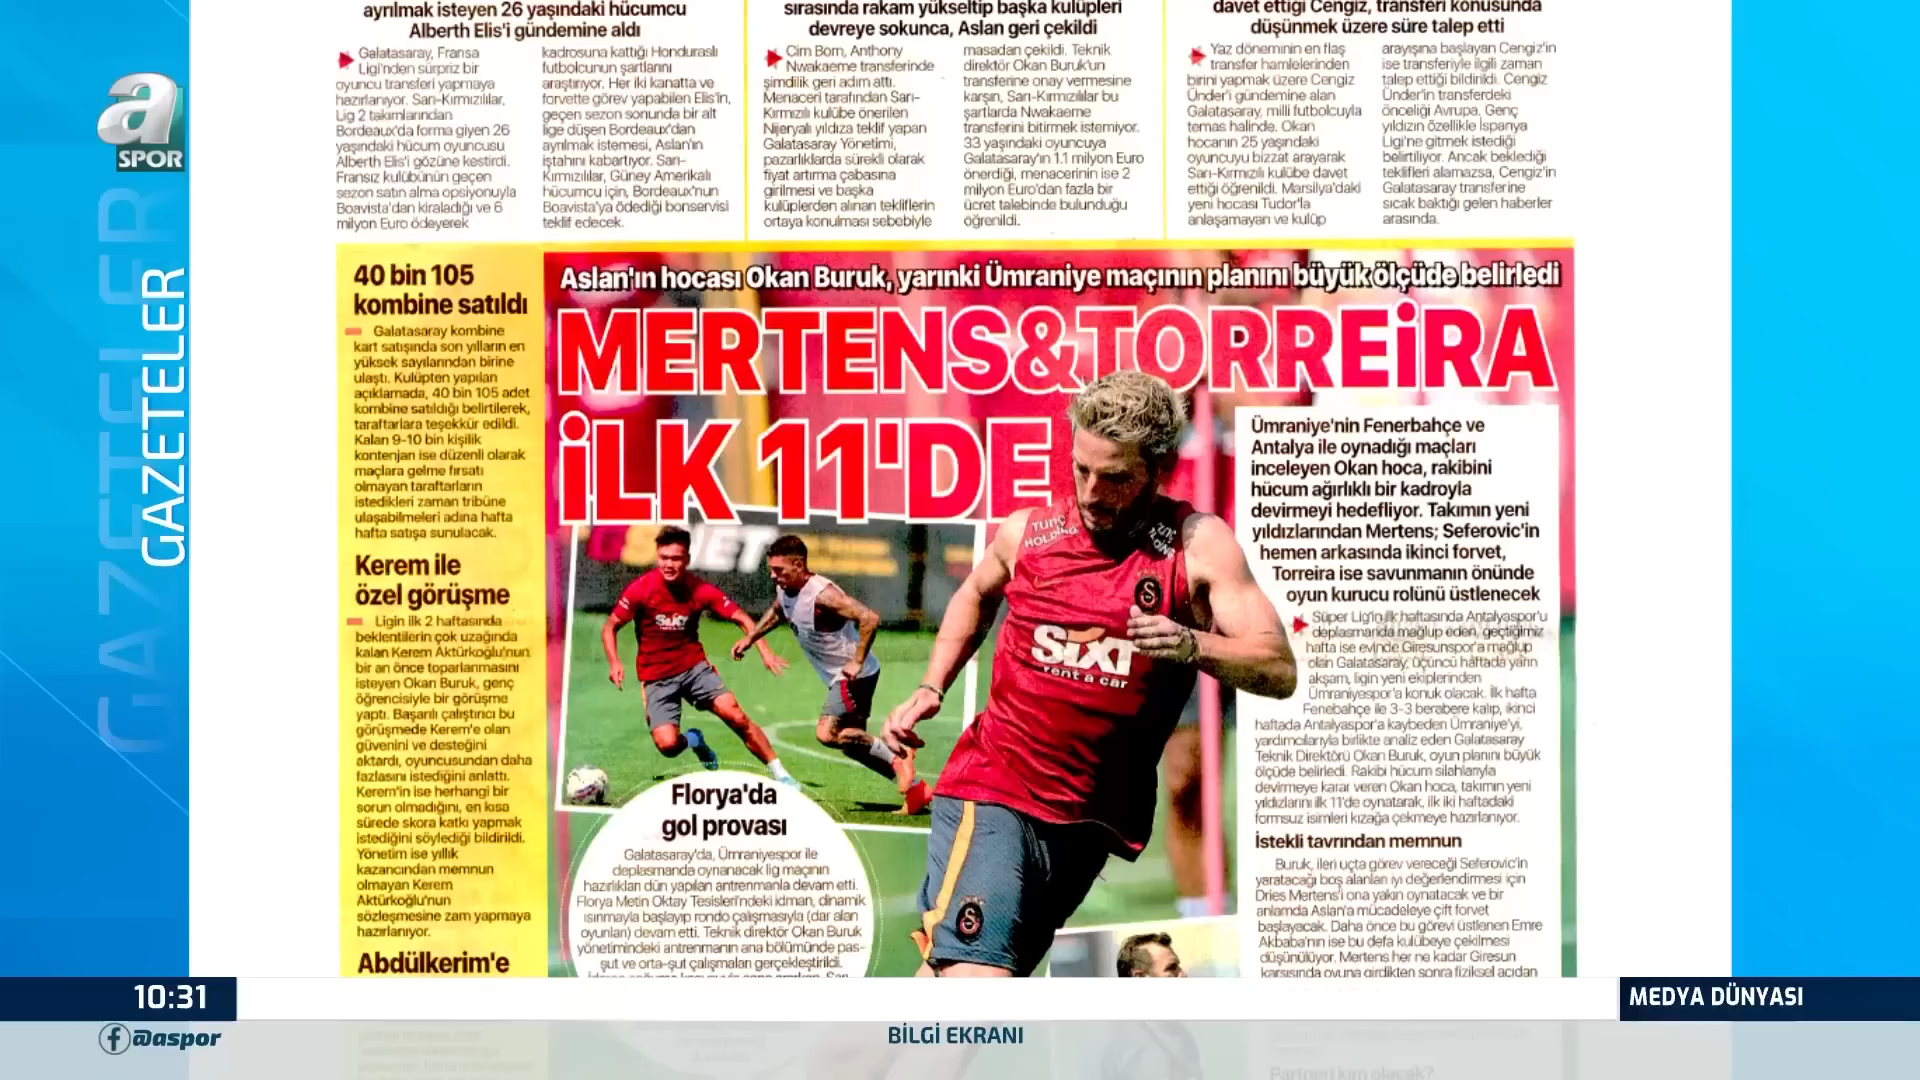 a
SPOR
GAZETELER
GAZETELER
ayrılmak isteyen 26 yaşındaki hücumcu
Alberth Elis'i gündemine aldı
Galatasaray, Fransa
Ligi'nden sürpriz bir
oyuncu transferi yapmaya
hazırlanıyor. Sarı-Kırmızılılar,
Lig 2 takımlarından
Bordeaux'da forma giyen 26
yaşındaki hücum oyuncusu
Alberth Elis'i gözüne kestirdi.
Fransız kulübünün geçen
sezon satın alma opsiyonuyla
Boavista'dan kiraladığı ve 6
milyon Euro ödeyerek
kadrosuna kattığı Honduraslı
futbolcunun şartlarını
araştırıyor. Her iki kanatta ve
forvette görev yapabilen Elis'in,
geçen sezon sonunda bir alt
lige düşen Bordeaux'dan
ayrılmak istemesi, Aslan'ın
iştahını kabartıyor. Sarı-
Kırmızılılar, Güney Amerikalı
hücumcu için, Bordeaux'nun
Boavista'ya ödediği bonservisi
teklif edecek.
sırasında rakam yükseltip başka kulüpleri
devreye sokunca, Aslan geri çekildi
Cim Bom, Anthony
Nwakaeme transferinde
şimdilik geri adım attı.
Menaceri tarafından Sarı-
Kırmızılı kulübe önerilen
Nijeryalı yıldıza teklif yapan
Galatasaray Yönetimi,
pazarlıklarda sürekli olarak
fiyat artırma çabasına
girilmesi ve başka
kulüplerden alınan tekliflerin
ortaya konulması sebebiyle
masadan çekildi. Teknik
direktör Okan Buruk'un
transferine onay vermesine
karşın, Sarı-Kırmızılılar bu
şartlarda Nwakaeme
transferini bitirmek istemiyor.
33 yaşındaki oyuncuya
Galatasaray'ın 1.1 milyon Euro
önerdiği, menacerinin ise 2
milyon Euro'dan fazla bir
ücret talebinde bulunduğu
öğrenildi.
davet ettiği Cengiz, transferi konusunda
düşünmek üzere süre talep etti
Yaz döneminin en flaş
transfer hamlelerinden
birini yapmak üzere Cengiz
Ünder'i gündemine alan
Galatasaray, milli futbolcuyla
temas halinde. Okan
hocanın 25 yaşındaki
oyuncuyu bizzat arayarak
Sarı-Kırmızılı kulübe davet
ettiği öğrenildi. Marsilya'daki
yeni hocası Tudor'la
anlaşamayan ve kulüp
arayışına başlayan Cengiz'in
ise transferiyle ilgili zaman
talep ettiği bildirildi. Cengiz
Ünder'in transferdeki
önceliği Avrupa. Genç
yıldızın özellikle İspanya
Ligi'ne gitmek istediği
belirtiliyor. Ancak beklediği
teklifleri alamazsa, Cengiz'in
Galatasaray transferine
sıcak baktığı gelen haberler
arasında.
40 bin 105
kombine satıldı
Galatasaray kombine
kart satışında son yılların en
yüksek sayılarından birine
ulaştı. Kulüpten yapılan
açıklamada, 40 bin 105 adet
kombine satıldığı belirtilerek,
taraftarlara teşekkür edildi.
Kalan 9-10 bin kişilik
kontenjan ise düzenli olarak
maçlara gelme fırsatı
olmayan taraftarların
istedikleri zaman tribüne
ulaşabilmeleri adına hafta
hafta satışa sunulacak.
Kerem ile
özel görüşme
Ligin ilk 2 haftasında
beklentilerin çok uzağında
kalan Kerem Aktürkoğlu'nun
bir an önce toparlanmasını
isteyen Okan Buruk, genç
öğrencisiyle bir görüşme
yaptı. Başarılı çalıştırıcı bu
görüşmede Kerem'e olan
güvenini ve desteğini
aktardı, oyuncusundan daha
fazlasını istediğini anlattı.
Kerem'in ise herhangi bir
sorun olmadığını, en kısa
sürede skora katkı yapmak
istediğini söylediği bildirildi.
Yönetim ise yıllık
kazancından memnun
olmayan Kerem
Aktürkoğlu'nun
sözleşmesine zam yapmaya
hazırlanıyor.
Abdülkerim'e
Aslan'ın hocası Okan Buruk, yarınki Ümraniye maçının planını büyük ölçüde belirledi
MERTENS&TORREİRA
İLK 11'DE
TUNÇ
HOLDİNG
SiXT
rent a car
SiXT
Florya'da
gol provası
Galatasaray'da, Ümraniyespor ile
deplasmanda oynanacak lig maçının
hazırlıkları dün yapılan antrenmanla devam etti.
Florya Metin Oktay Tesisleri'ndeki idman, dinamik
ısınmayla başlayıp rondo çalışmasıyla (dar alan
oyunları) devam etti. Teknik direktör Okan Buruk
yönetimindeki antrenmanın ana bölümünde pas-
şut ve orta-şut çalışmaları gerçekleştirildi.
Ümraniye'nin Fenerbahçe ve
Antalya ile oynadığı maçları
inceleyen Okan hoca, rakibini
hücum ağırlıklı bir kadroyla
devirmeyi hedefliyor. Takımın yeni
yıldızlarından Mertens; Seferovic'in
hemen arkasında ikinci forvet,
Torreira ise savunmanın önünde
oyun kurucu rolünü üstlenecek
Süper Lig'in ilk haftasında Antalyaspor'u
deplasmanda mağlup eden, geçtiğimiz
hafta ise evinde Giresunspor'a mağlup
olan Galatasaray, üçüncü haftada yarın
akşam, ligin yeni ekiplerinden
Ümraniyespor'a konuk olacak. İlk hafta
Fenebahçe ile 3-3 berabere kalıp, ikinci
haftada Antalyaspor'a kaybeden Ümraniye'yi,
yardımcılarıyla birlikte analiz eden Galatasaray
Teknik Direktörü Okan Buruk, oyun planını büyük
ölçüde belirledi. Rakibi hücum silahlarıyla
devirmeye karar veren Okan hoca, takımın yeni
yıldızlarını ilk 11'de oynatarak, ilk iki haftadaki
formsuz isimleri kızağa çekmeye hazırlanıyor.
İstekli tavrından memnun
Buruk, ileri uçta görev vereceği Seferovic'in
yaratacağı boş alanları iyi değerlendirmesi için
Dries Mertens'i ona yakın oynatacak ve bir
anlamda Aslan'a mücadeleye çift forvet
başlayacak. Daha önce bu görevi üstlenen Emre
Akbaba'nın ise bu defa kulübeye çekilmesi
düşünülüyor. Mertens her ne kadar Giresun
karşısında oyuna girdikten sonra fiziksel açıdan
10:31
MEDYA DÜNYASI
@aspor
BİLGİ EKRANI
Partneri kim olacak?